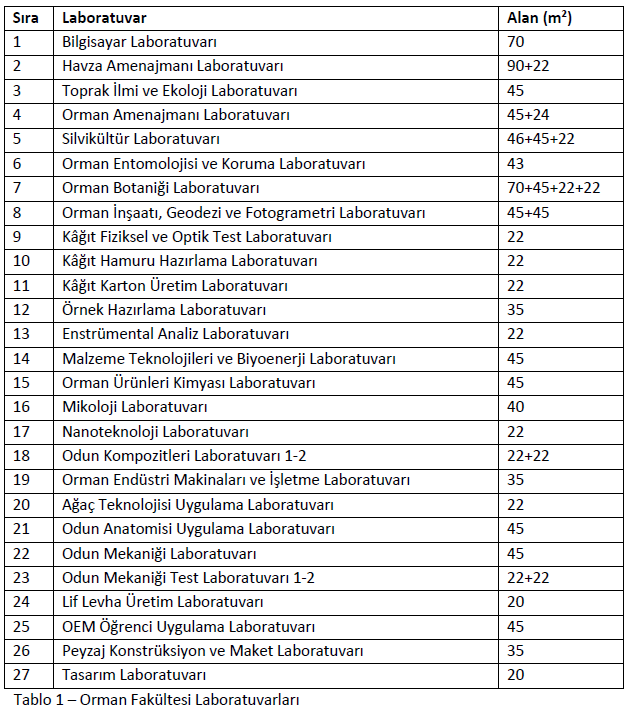 Sıra Laboratuvar Alan (m²)
1 Bilgisayar Laboratuvarı 70
2 Havza Amenajmanı Laboratuvarı 90+22
3 Toprak İlmi ve Ekoloji Laboratuvarı 45
4 Orman Amenajmanı Laboratuvarı 45+24
5 Silvikültür Laboratuvarı 46+45+22
6 Orman Entomolojisi ve Koruma Laboratuvarı 43
7 Orman Botaniği Laboratuvarı 70+45+22+22
8 Orman İnşaatı, Geodezi ve Fotogrametri Laboratuvarı 45+45
9 Kâğıt Fiziksel ve Optik Test Laboratuvarı 22
10 Kâğıt Hamuru Hazırlama Laboratuvarı 22
11 Kâğıt Karton Üretim Laboratuvarı 22
12 Örnek Hazırlama Laboratuvarı 35
13 Enstrümental Analiz Laboratuvarı 22
14 Malzeme Teknolojileri ve Biyoenerji Laboratuvarı 45
15 Orman Ürünleri Kimyası Laboratuvarı 45
16 Mikoloji Laboratuvarı 40
17 Nanoteknoloji Laboratuvarı 22
18 Odun Kompozitleri Laboratuvarı 1-2 22+22
19 Orman Endüstri Makinaları ve İşletme Laboratuvarı 35
20 Ağaç Teknolojisi Uygulama Laboratuvarı 22
21 Odun Anatomisi Uygulama Laboratuvarı 45
22 Odun Mekaniği Laboratuvarı 45
23 Odun Mekaniği Test Laboratuvarı 1-2 22+22
24 Lif Levha Üretim Laboratuvarı 20
25 OEM Öğrenci Uygulama Laboratuvarı 45
26 Peyzaj Konstrüksiyon ve Maket Laboratuvarı 35
27 Tasarım Laboratuvarı 20
Tablo 1 – Orman Fakültesi Laboratuvarları